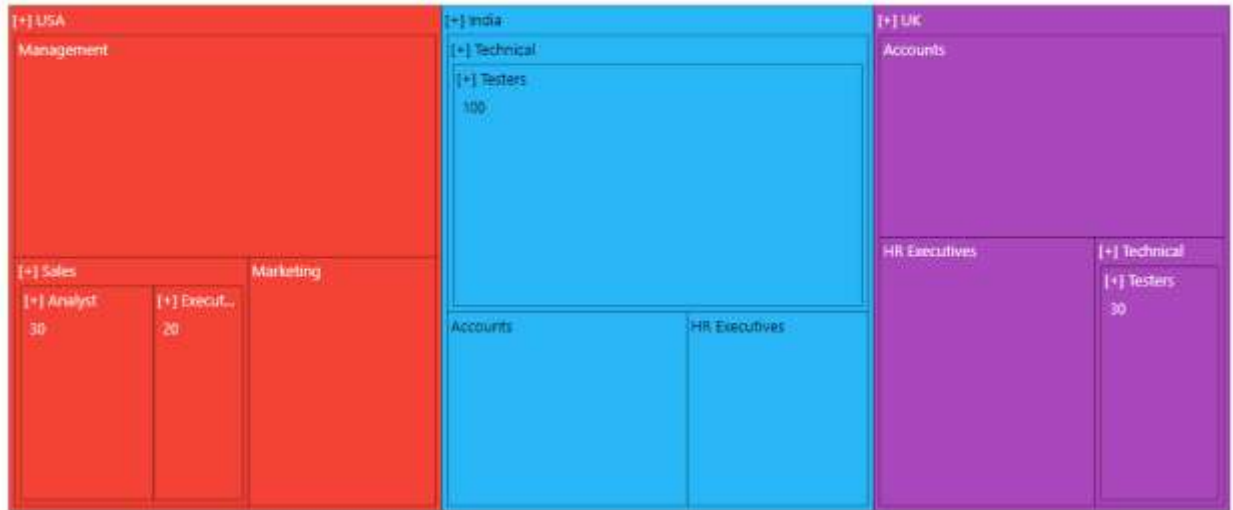 [+] USA
Management
[+] Sales
[+] Analyst
30
[+] Execut...
20
Marketing
[+] India
[+] Technical
[+] Testers
100
Accounts
HR Executives
[+] UK
Accounts
HR Executives
[+] Technical
[+] Testers
30